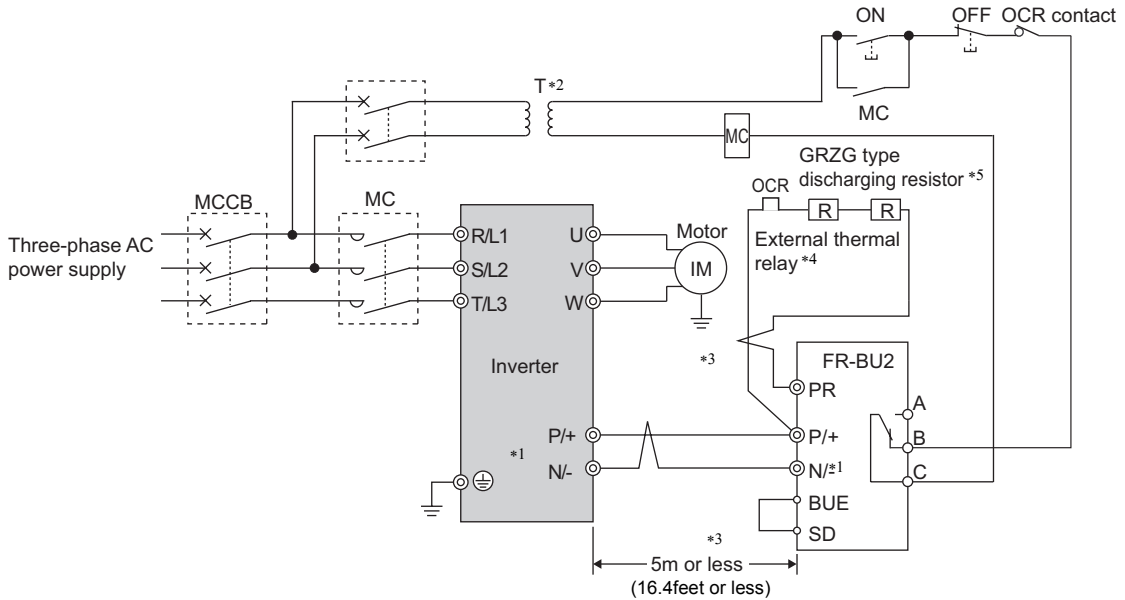 ON
OFF
OCR contact
T *2
MC
MC
GRZG type
discharging resistor *5
OCR
R
R
External thermal
relay *4
MCCB
MC
Three-phase AC
power supply
R/L1
S/L2
T/L3
U
V
W
Motor
IM
Inverter
*3
FR-BU2
PR
P/+
N/-
*1
P/+
N/- *1
BUE
SD
A
B
C
*3
5m or less
(16.4feet or less)